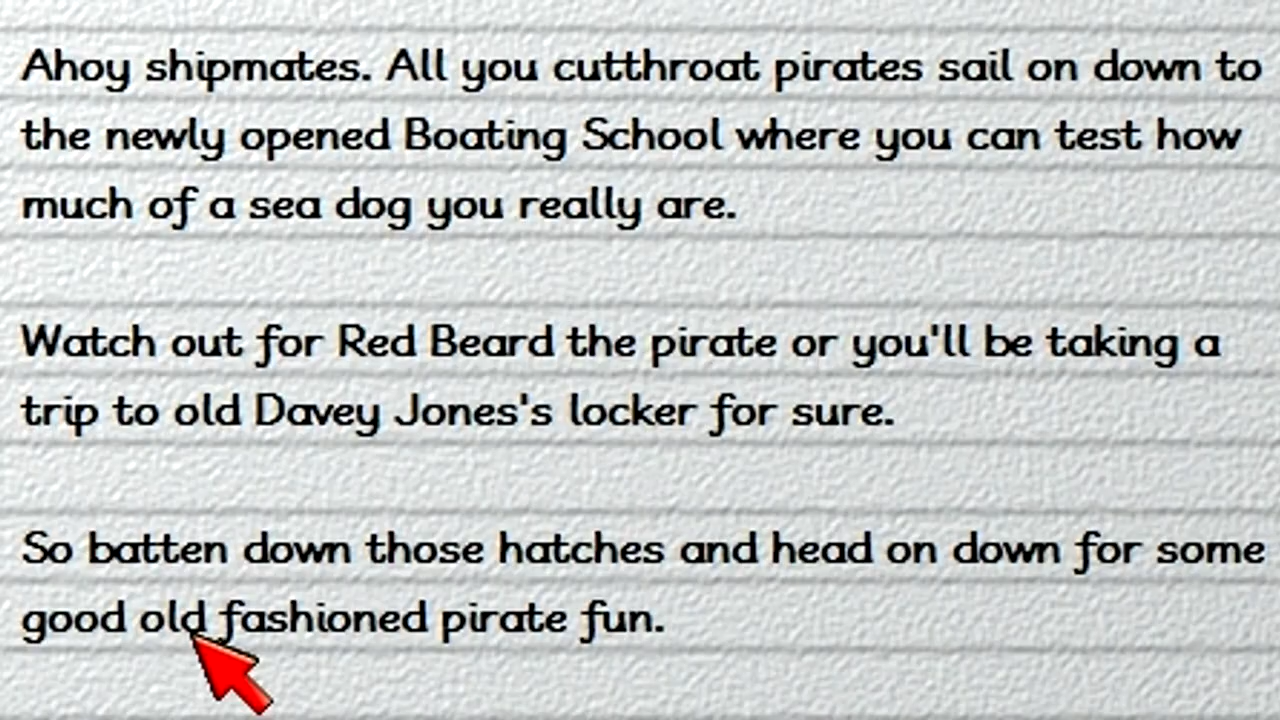 Ahoy shipmates. All you cutthroat pirates sail on down to
the newly opened Boating School where you can test how
much of a sea dog you really are.
Watch out for Red Beard the pirate or you'll be taking a
trip to old Davey Jones's locker for sure.
So batten down those hatches and head on down for some
good old fashioned pirate fun.